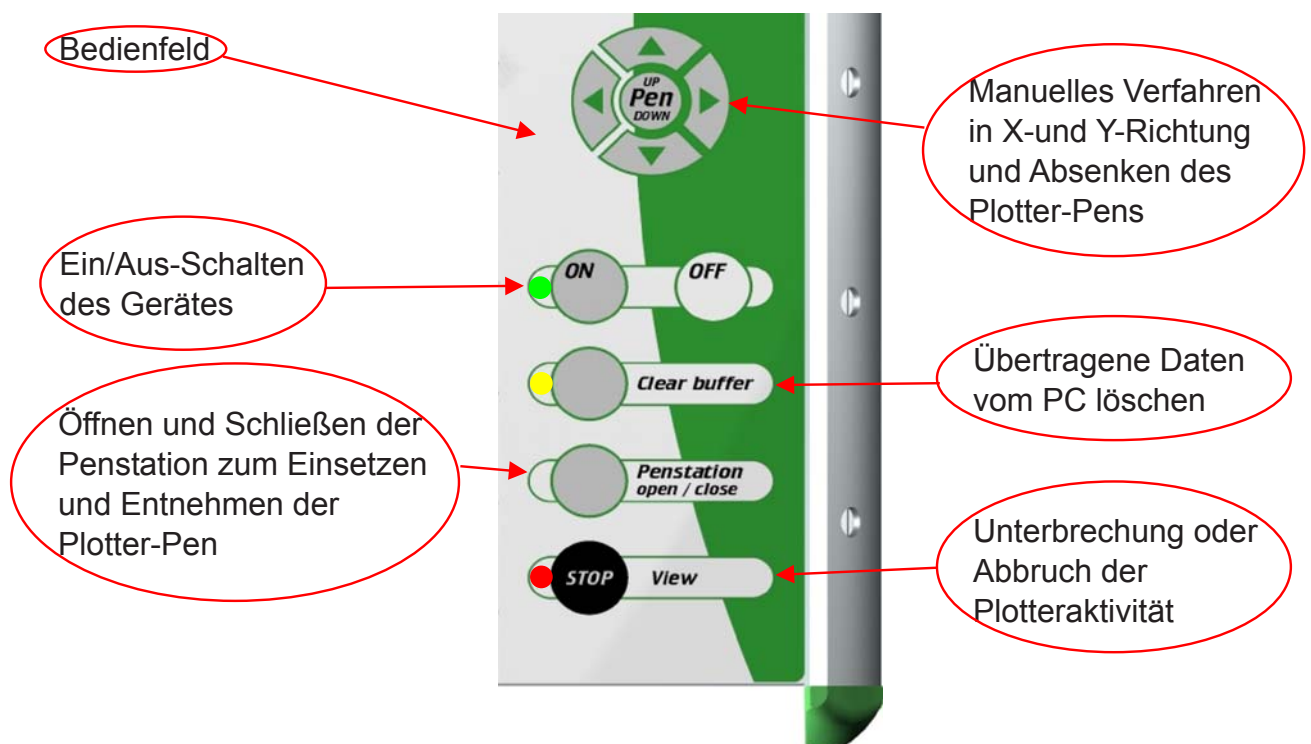 Bedienfeld
UP
Pen
DOWN
Manuelles Verfahren
in X-und Y-Richtung
und Absenken des
Plotter-Pens
Ein/Aus-Schalten
des Gerätes
ON
OFF
Clear buffer
Übertragene Daten
vom PC löschen
Öffnen und Schließen der
Penstation zum Einsetzen
und Entnehmen der
Plotter-Pen
Penstation
open / close
STOP
View
Unterbrechung oder
Abbruch der
Plotteraktivität